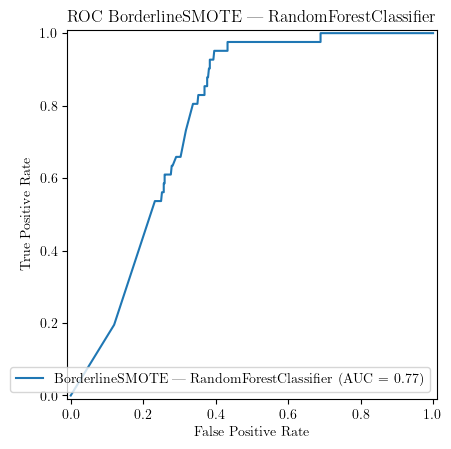 ROC BorderlineSMOTE — RandomForestClassifier
1.0
0.8
0.6
0.4
0.2
0.0
True Positive Rate
BorderlineSMOTE — RandomForestClassifier (AUC = 0.77)
0.0 0.2 0.4 0.6 0.8 1.0
False Positive Rate